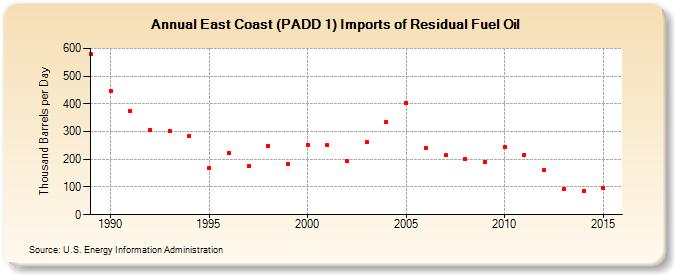 Annual East Coast (PADD 1) Imports of Residual Fuel Oil
Thousand Barrels per Day
600
500
400
300
200
100
0
1990 1995 2000 2005 2010 2015
Source: U.S. Energy Information Administration